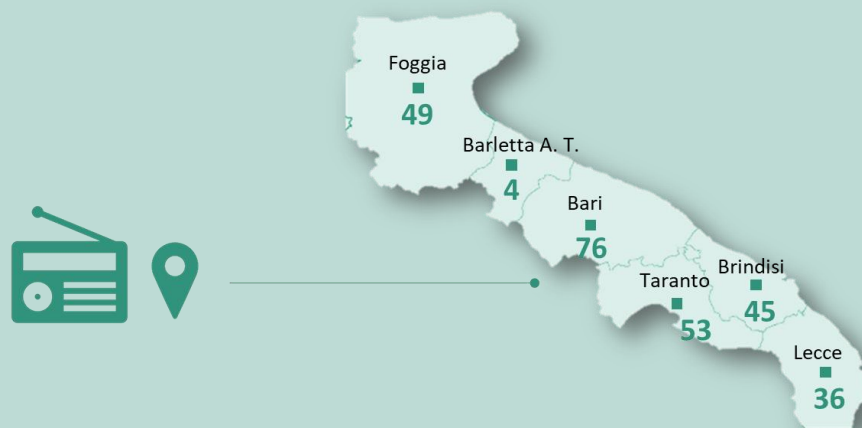 Foggia
49
Barletta A. T.
4
Bari
76
Taranto
53
Brindisi
45
Lecce
36